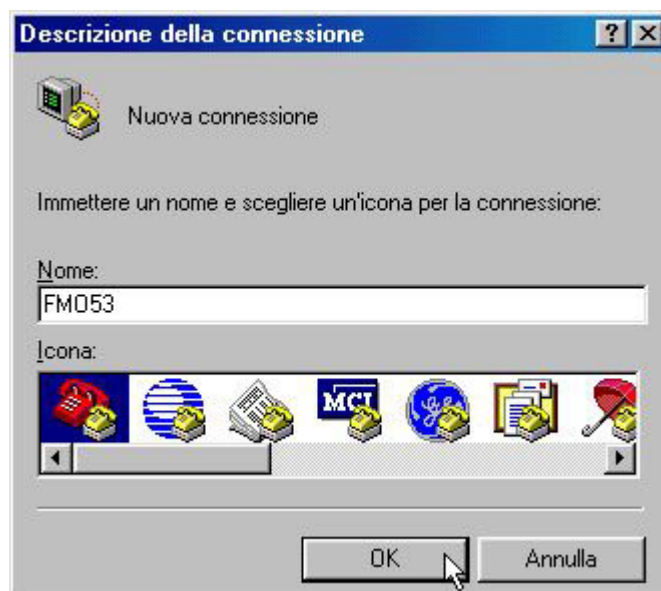 Descrizione della connessione
Nuova connessione
Immettere un nome e scegliere un'icona per la connessione:
Nome:
FM053
Icona:
MCI
OK
Annulla